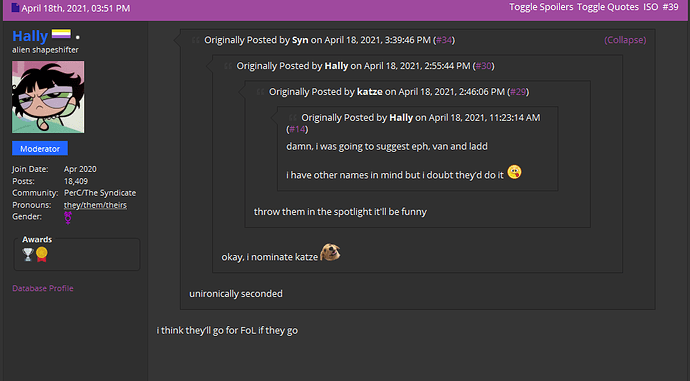 April 18th, 2021, 03:51 PM
Toggle Spoilers Toggle Quotes ISO #39
Hally
alien shapeshifter
Moderator
Join Date: Apr 2020
Posts: 18,409
Community: PerC/The Syndicate
Pronouns: they/them/theirs
Gender:
Awards
Database Profile
Originally Posted by Syn on April 18, 2021, 3:39:46 PM (#34)
(Collapse)
Originally Posted by Hally on April 18, 2021, 2:55:44 PM (#30)
Originally Posted by katze on April 18, 2021, 2:46:06 PM (#29)
Originally Posted by Hally on April 18, 2021, 11:23:14 AM
(#14)
damn, i was going to suggest eph, van and ladd
i have other names in mind but i doubt they'd do it
throw them in the spotlight it'll be funny
okay, i nominate katze
unironically seconded
i think they'll go for FoL if they go